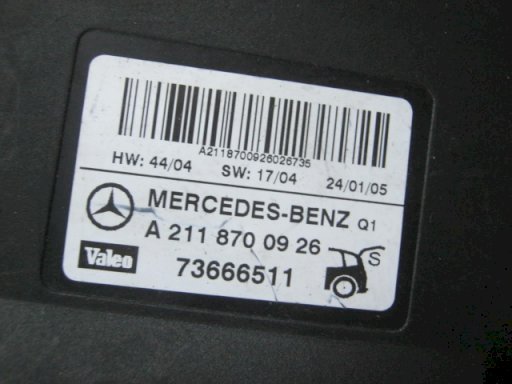 A2118700926026735
HW: 44/04 SW: 17/04 24/01/05
MERCEDES-BENZ Q1
A 211 870 09 26
S
Valeo 73666511